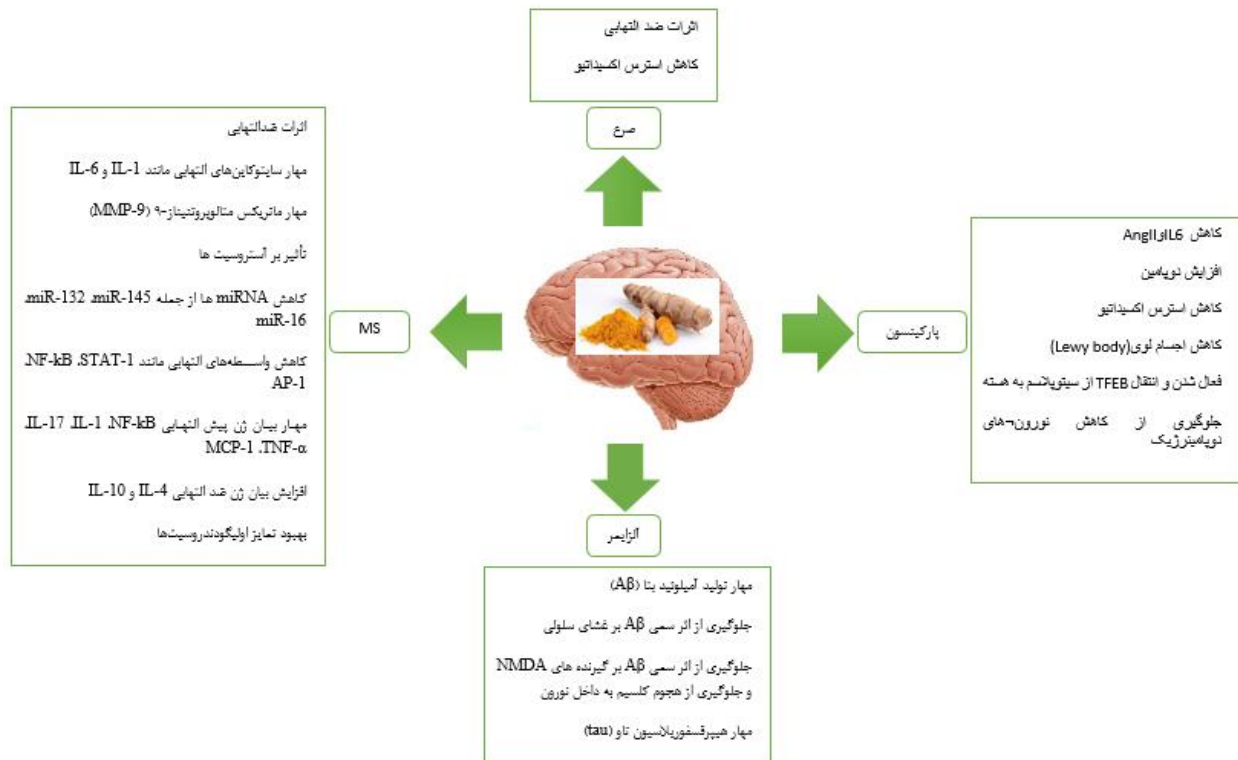 اثرات ضد التهابی
کاهش استرس اکسیداتیو
صرع
کاهش IL6وAngII
افزایش دوپامین
کاهش استرس اکسیداتیو
کاهش اجسام لوی(Lewy body)
فعال شدن و انتقال TFEB از سیتوپلاسم به هسته
جلوگیری از کاهش نورون¬های
دوپامینرژیک
پارکینسون
MS
اثرات ضدالتهابی
مهار سایتوکاین‌های التهابی مانند IL-1 و IL-6
مهار ماتریکس متالوپروتئیناز-۹ (MMP-9)
تأثیر بر آستروسیت ها
کاهش miRNA ها از جمله miR-145، miR-132،
miR-16
کاهش واسطه‌های التهابی مانند NF-kB، STAT-1،
AP-1
مهار بیان ژن پیش التهابی NF-kB، IL-1، IL-17،
MCP-1، TNF-α
افزایش بیان ژن ضد التهابی IL-4 و IL-10
بهبود تمایز اولیگودندروسیت‌ها
آلزایمر
مهار تولید آمیلوئید بتا (Aβ)
جلوگیری از اثر سمی Aβ بر غشای سلولی
جلوگیری از اثر سمی Aβ بر گیرنده های NMDA
و جلوگیری از هجوم کلسیم به داخل نورون
مهار هیپرفسفوریلاسیون تاو (tau)